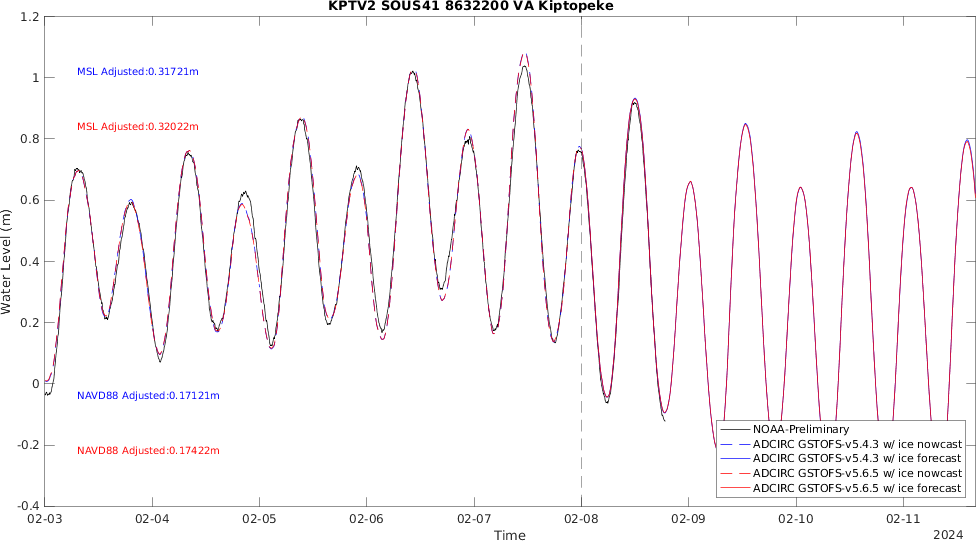 KPTV2 SOUS41 8632200 VA Kiptopeke
1.2
1
0.8
0.6
0.4
0.2
0
-0.2
-0.4
Water Level (m)
MSL Adjusted:0.31721m
MSL Adjusted:0.32022m
NAVD88 Adjusted:0.17121m
NAVD88 Adjusted:0.17422m
NOAA-Preliminary
ADCIRC GSTOFS-v5.4.3 w/ ice nowcast
ADCIRC GSTOFS-v5.4.3 w/ ice forecast
ADCIRC GSTOFS-v5.6.5 w/ ice nowcast
ADCIRC GSTOFS-v5.6.5 w/ ice forecast
02-03 02-04 02-05 02-06 02-07 02-08 02-09 02-10 02-11
Time
2024